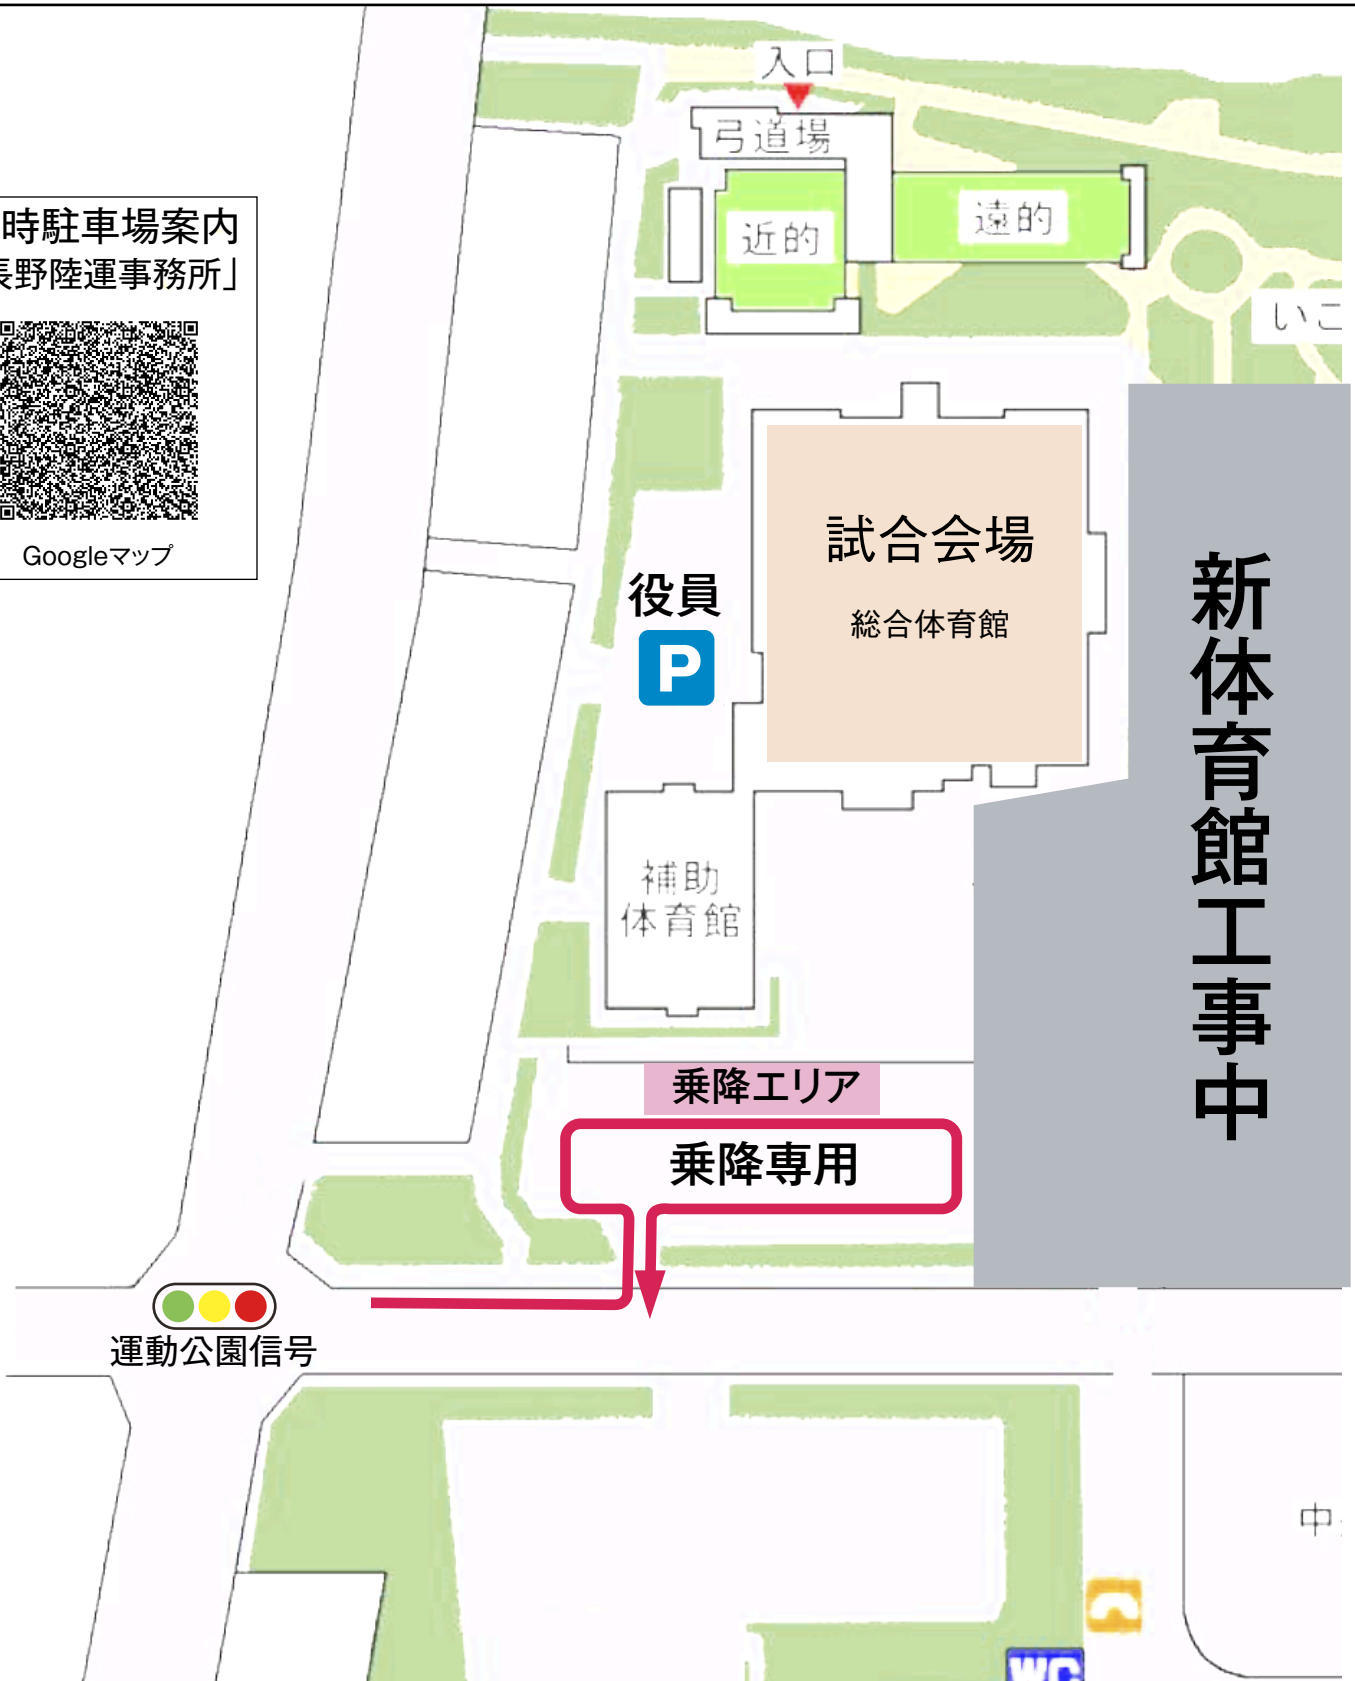 入口
弓道場
近的
遠的
時駐車場案内
長野陸運事務所」
Googleマップ
いこ
試合会場
総合体育館
役員
P
新体育館工事中
補助
体育館
乗降エリア
乗降専用
運動公園信号
中
WC